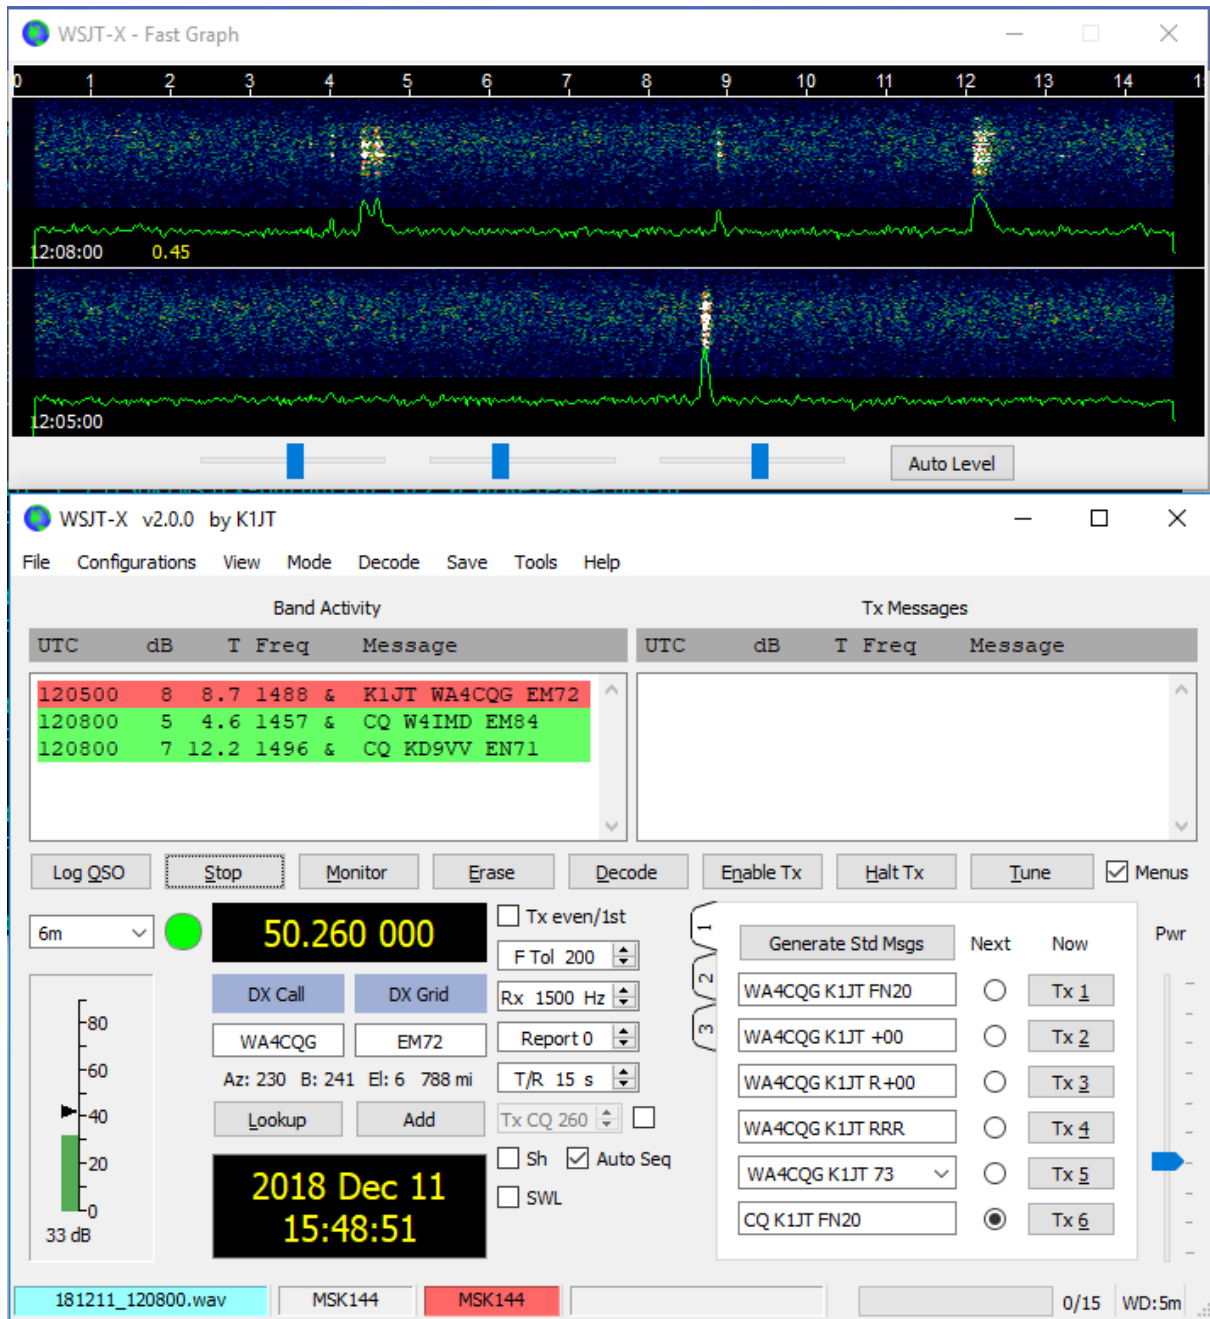 WSJT-X - Fast Graph
0 1 2 3 4 5 6 7 8 9 10 11 12 13 14 1
12:08:00 0.45
12:05:00
Auto Level
WSJT-X v2.0.0 by K1JT
File Configurations View Mode Decode Save Tools Help
Band Activity Tx Messages
UTC dB T Freq Message UTC dB T Freq Message
120500 8 8.7 1488 & K1JT WA4CQG EM72
120800 5 4.6 1457 & CQ W4IMD EM84
120800 7 12.2 1496 & CQ KD9VV EN71
Log QSO Stop Monitor Erase Decode Enable Tx Halt Tx Tune Menus
6m 50.260 000 Tx even/1st
F Tol 200
1 Generate Std Msgs Next Now Pwr
DX Call DX Grid Rx 1500 Hz
2 WA4CQG K1JT FN20 Tx 1
WA4CQG EM72 Report 0
3 WA4CQG K1JT +00 Tx 2
Az: 230 B: 241 El: 6 788 mi T/R 15 s
WA4CQG K1JT R+00 Tx 3
Lookup Add Tx CQ 260
WA4CQG K1JT RRR Tx 4
Sh Auto Seq
WA4CQG K1JT 73 Tx 5
2018 Dec 11
SWL
15:48:51
CQ K1JT FN20 Tx 6
80
60
40
20
0
33 dB
181211_120800.wav MSK144 MSK144 0/15 WD:5m